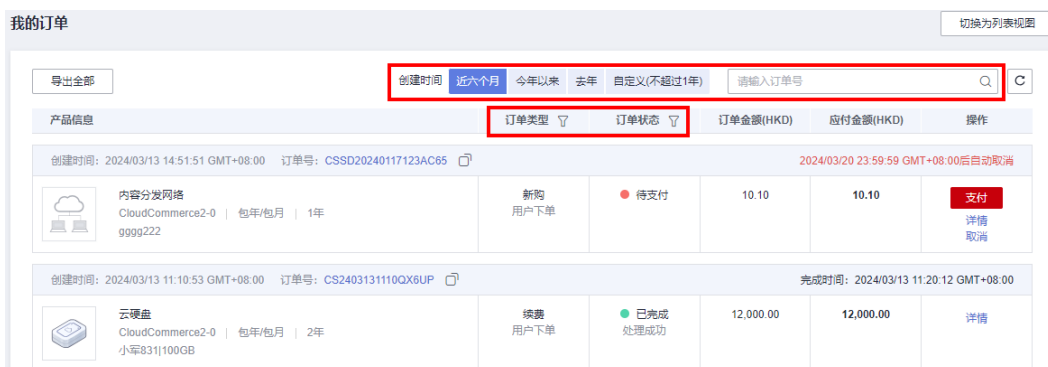 我的订单 切换为列表视图
导出全部 创建时间 近六个月 今年以来 去年 自定义(不超过1年) 请输入订单号
产品信息 订单类型 订单状态 订单金额(HKD) 应付金额(HKD) 操作
创建时间：2024/03/13 14:51:51 GMT+08:00 订单号：CSSD20240117123AC65 2024/03/20 23:59:59 GMT+08:00后自动取消
内容分发网络 新购 待支付 10.10 10.10 支付
CloudCommerce2-0 | 包年/包月 | 1年 用户下单 详情
gggg222 取消
创建时间：2024/03/13 11:10:53 GMT+08:00 订单号：CS2403131110QX6UP 完成时间：2024/03/13 11:20:12 GMT+08:00
云硬盘 续费 已完成 12,000.00 12,000.00 详情
CloudCommerce2-0 | 包年/包月 | 2年 用户下单 处理成功
小军831|100GB